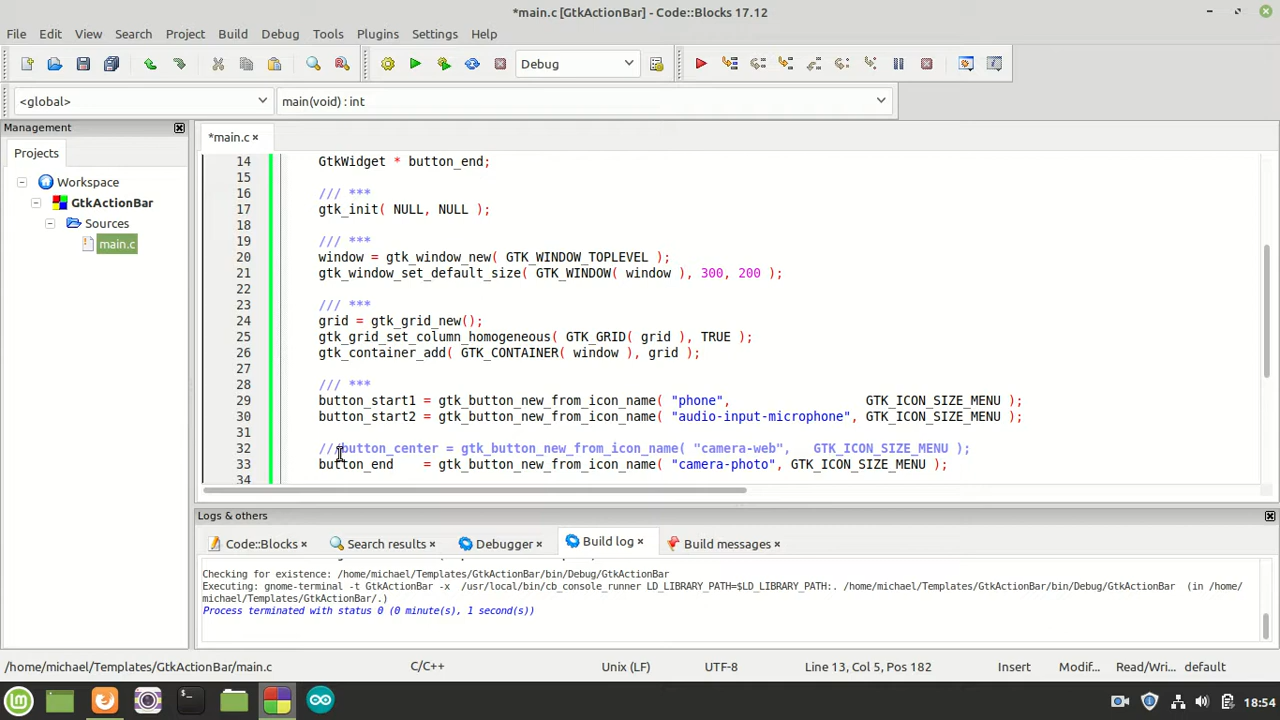 *main.c [GtkActionBar] - Code::Blocks 17.12
File Edit View Search Project Build Debug Tools Plugins Settings Help
Debug
<global> main(void) : int
Management
*main.c
Projects
Workspace
GtkActionBar
Sources
main.c
14 GtkWidget * button_end;
15
16 /// ***
17 gtk_init( NULL, NULL );
18
19 /// ***
20 window = gtk_window_new( GTK_WINDOW_TOPLEVEL );
21 gtk_window_set_default_size( GTK_WINDOW( window ), 300, 200 );
22
23 /// ***
24 grid = gtk_grid_new();
25 gtk_grid_set_column_homogeneous( GTK_GRID( grid ), TRUE );
26 gtk_container_add( GTK_CONTAINER( window ), grid );
27
28 /// ***
29 button_start1 = gtk_button_new_from_icon_name( "phone", GTK_ICON_SIZE_MENU );
30 button_start2 = gtk_button_new_from_icon_name( "audio-input-microphone", GTK_ICON_SIZE_MENU );
31
32 ///button_center = gtk_button_new_from_icon_name( "camera-web", GTK_ICON_SIZE_MENU );
33 button_end = gtk_button_new_from_icon_name( "camera-photo", GTK_ICON_SIZE_MENU );
34
Logs & others
Code::Blocks Search results Debugger Build log Build messages
Checking for existence: /home/michael/Templates/GtkActionBar/bin/Debug/GtkActionBar
Executing: gnome-terminal -t GtkActionBar -x /usr/local/bin/cb_console_runner LD_LIBRARY_PATH=$LD_LIBRARY_PATH:. /home/michael/Templates/GtkActionBar/bin/Debug/GtkActionBar (in /home/
michael/Templates/GtkActionBar/.)
Process terminated with status 0 (0 minute(s), 1 second(s))
/home/michael/Templates/GtkActionBar/main.c C/C++ Unix (LF) UTF-8 Line 13, Col 5, Pos 182 Insert Modif... Read/Wri... default
18:54